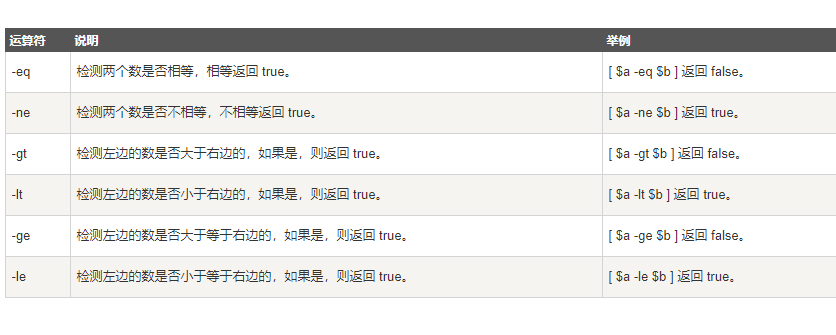 运算符 说明 举例
-eq 检测两个数是否相等，相等返回 true。 [ $a -eq $b ] 返回 false。
-ne 检测两个数是否不相等，不相等返回 true。 [ $a -ne $b ] 返回 true。
-gt 检测左边的数是否大于右边的，如果是，则返回 true。 [ $a -gt $b ] 返回 false。
-lt 检测左边的数是否小于右边的，如果是，则返回 true。 [ $a -lt $b ] 返回 true。
-ge 检测左边的数是否大于等于右边的，如果是，则返回 true。 [ $a -ge $b ] 返回 false。
-le 检测左边的数是否小于等于右边的，如果是，则返回 true。 [ $a -le $b ] 返回 true。